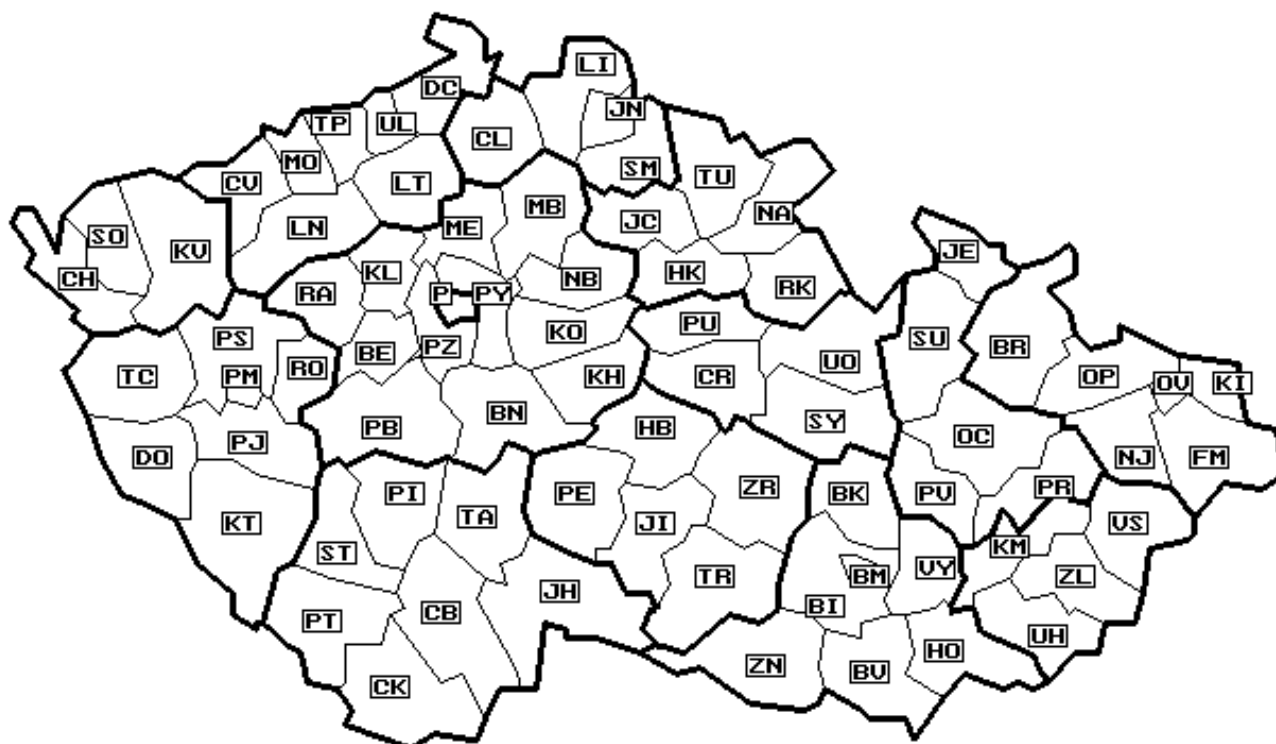 LI
DC
JN
TP
UL
CL
MO
SM
TU
CV
LT
MB
NA
ME
JC
LN
SO
KV
JE
CH
KL
HK
NB
RA
P
PY
RK
PU
KO
PS
SU
BR
PZ
BE
UO
RO
TC
PM
CR
KH
OP
OV
KI
BN
PB
HB
SY
OC
PJ
DO
NJ
FM
PI
PE
ZR
BK
PV
PR
TA
JI
KT
VS
ST
KM
TR
BM
VY
ZL
JH
BI
PT
CB
UH
HO
ZN
BV
CK